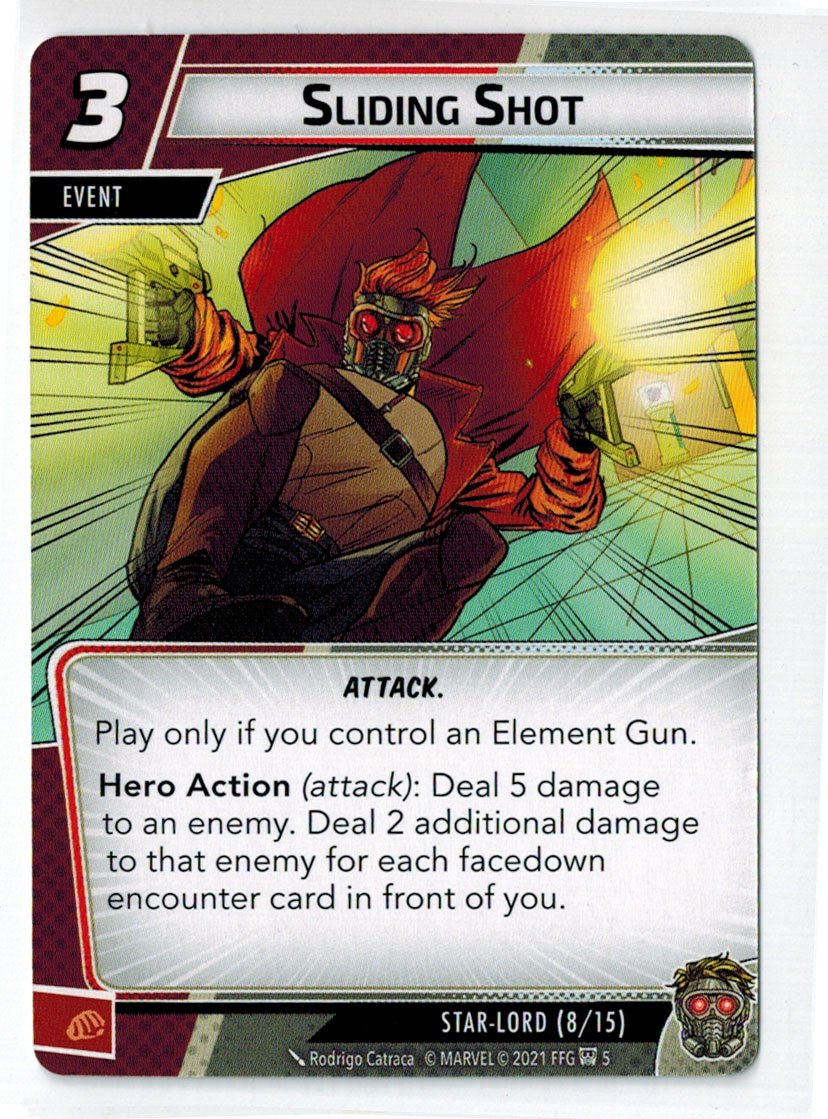 3
SLIDING SHOT
EVENT
ATTACK.
Play only if you control an Element Gun.
Hero Action (attack): Deal 5 damage
to an enemy. Deal 2 additional damage
to that enemy for each facedown
encounter card in front of you.
STAR-LORD (8/15)
Rodrigo Catraca © MARVEL © 2021 FFG 5